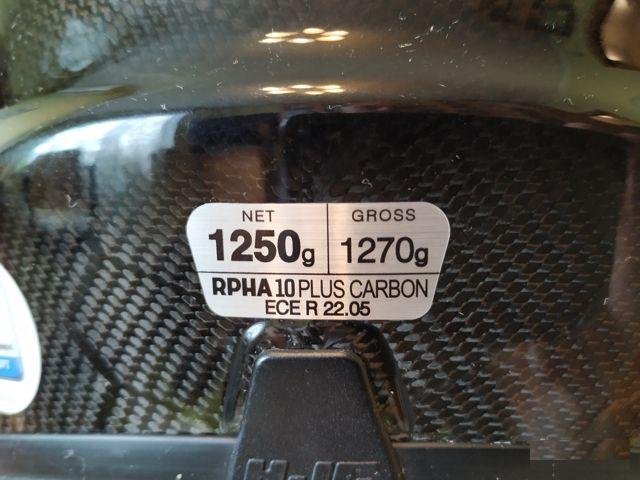 NET GROSS
1250g 1270g
RPHA 10 PLUS CARBON
ECE R 22.05